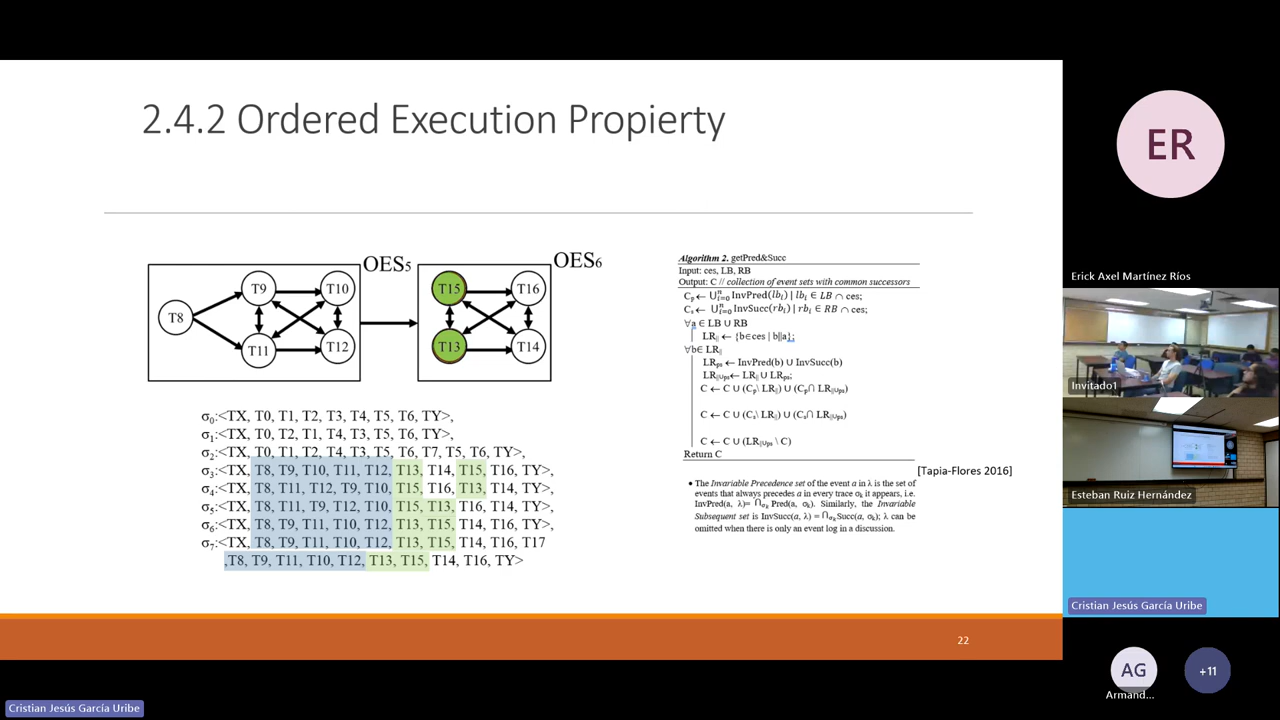 2.4.2 Ordered Execution Propierty
OES5
OES6
T8
T9
T10
T11
T12
T15
T16
T13
T14
σ0:<TX, T0, T1, T2, T3, T4, T5, T6, TY>,
σ1:<TX, T0, T2, T1, T4, T3, T5, T6, TY>,
σ2:<TX, T0, T1, T2, T4, T3, T5, T6, T7, T5, T6, TY>,
σ3:<TX, T8, T9, T10, T11, T12, T13, T14, T15, T16, TY>,
σ4:<TX, T8, T11, T12, T9, T10, T15, T16, T13, T14, TY>,
σ5:<TX, T8, T11, T9, T12, T10, T15, T13, T16, T14, TY>,
σ6:<TX, T8, T9, T11, T10, T12, T13, T15, T14, T16, TY>,
σ7:<TX, T8, T9, T11, T10, T12, T13, T15, T14, T16, T17
,T8, T9, T11, T10, T12, T13, T15, T14, T16, TY>
Algorithm 2. getPred&Succ
Input: ces, LB, RB
Output: C // collection of event sets with common successors
Cp ← ⋃ⁿi=0 InvPred(lbi) | lbi ∈ LB ∩ ces;
Cs ← ⋃ⁿi=0 InvSucc(rbi) | rbi ∈ RB ∩ ces;
∀a ∈ LB ∪ RB
LR|| ← {b∈ces | b||a};
∀b∈ LR||
LRps ← InvPred(b) ∪ InvSucc(b)
LR||∪ps ← LR|| ∪ LRps;
C ← C ∪ (Cp\ LR||) ∪ (Cp∩ LR||∪ps)
C ← C ∪ (Cs\ LR||) ∪ (Cs∩ LR||∪ps)
C ← C ∪ (LR||∪ps \ C)
Return C
[Tapia-Flores 2016]
• The Invariable Precedence set of the event a in λ is the set of
events that always precedes a in every trace σk it appears, i.e.
InvPred(a, λ)= ⋂σk Pred(a, σk). Similarly, the Invariable
Subsequent set is InvSucc(a, λ) = ⋂σk Succ(a, σk); λ can be
omitted when there is only an event log in a discussion.
22
ER
Erick Axel Martínez Ríos
Invitado1
Esteban Ruiz Hernández
Cristian Jesús García Uribe
AG
Armand...
+11
Cristian Jesús García Uribe